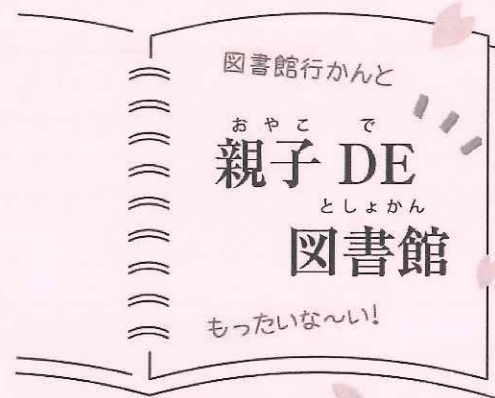 図書館行かんと
おやこ で
親子 DE
としょかん
図書館
もったいな〜い!